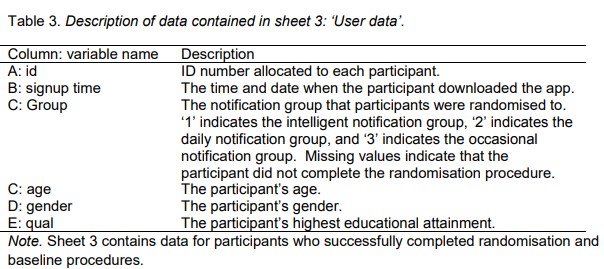 Table 3. Description of data contained in sheet 3: ‘User data’.
Column: variable name Description
A: id ID number allocated to each participant.
B: signup time The time and date when the participant downloaded the app.
C: Group The notification group that participants were randomised to.
‘1’ indicates the intelligent notification group, ‘2’ indicates the
daily notification group, and ‘3’ indicates the occasional
notification group. Missing values indicate that the
participant did not complete the randomisation procedure.
C: age The participant’s age.
D: gender The participant’s gender.
E: qual The participant’s highest educational attainment.
Note. Sheet 3 contains data for participants who successfully completed randomisation and
baseline procedures.